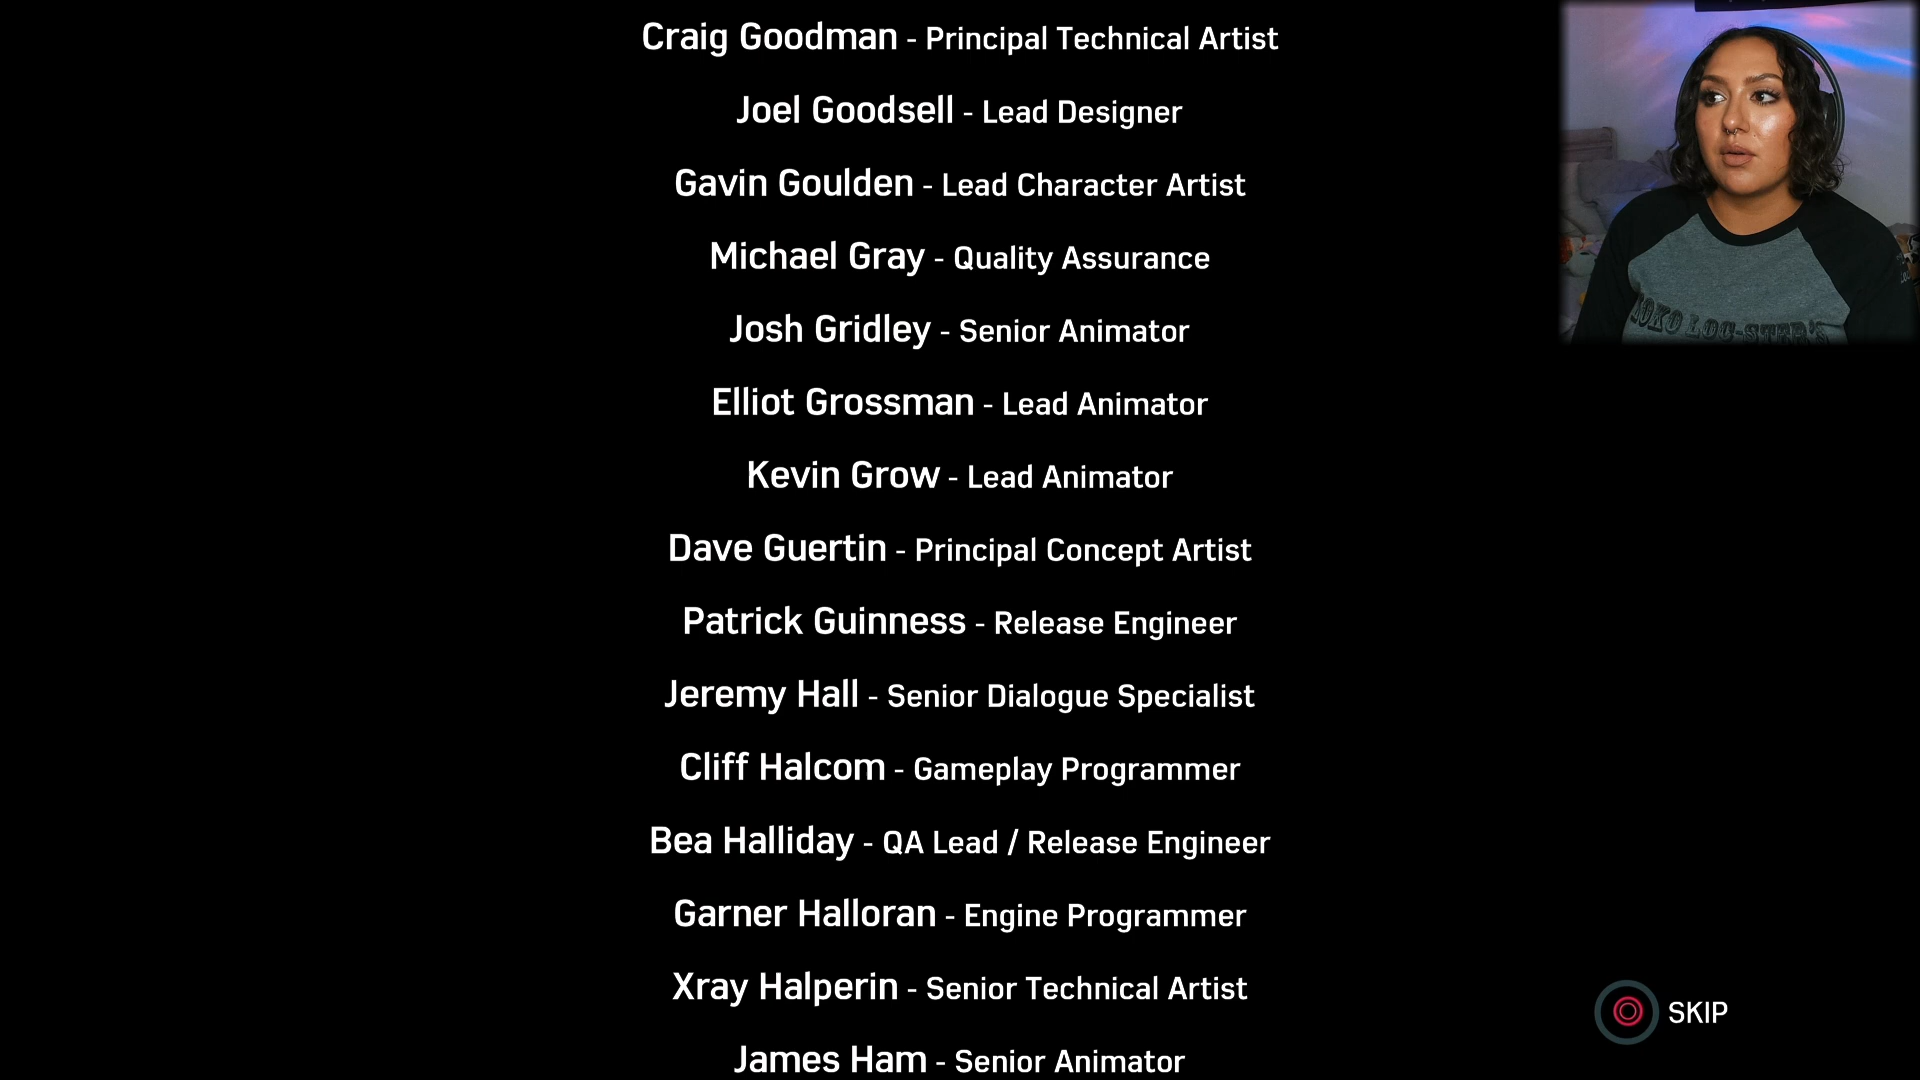 Craig Goodman - Principal Technical Artist
Joel Goodsell - Lead Designer
Gavin Goulden - Lead Character Artist
Michael Gray - Quality Assurance
Josh Gridley - Senior Animator
Elliot Grossman - Lead Animator
Kevin Grow - Lead Animator
Dave Guertin - Principal Concept Artist
Patrick Guinness - Release Engineer
Jeremy Hall - Senior Dialogue Specialist
Cliff Halcom - Gameplay Programmer
Bea Halliday - QA Lead / Release Engineer
Garner Halloran - Engine Programmer
Xray Halperin - Senior Technical Artist
James Ham - Senior Animator
SKIP